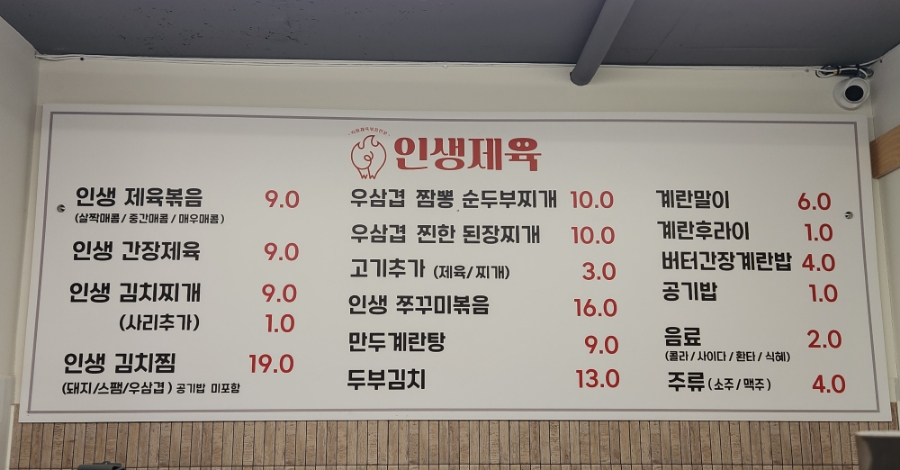 인생제육
인생 제육볶음 9.0
(살짝매콤/중간매콤/매우매콤)
인생 간장제육 9.0
인생 김치찌개 9.0
(사리추가) 1.0
인생 김치찜 19.0
(돼지/스팸/우삼겹) 공기밥 미포함
우삼겹 짬뽕 순두부찌개 10.0
우삼겹 찐한 된장찌개 10.0
고기추가 (제육/찌개) 3.0
인생 쭈꾸미볶음 16.0
만두계란탕 9.0
두부김치 13.0
계란말이 6.0
계란후라이 1.0
버터간장계란밥 4.0
공기밥 1.0
음료 2.0
(콜라/사이다/환타/식혜)
주류 (소주/맥주) 4.0